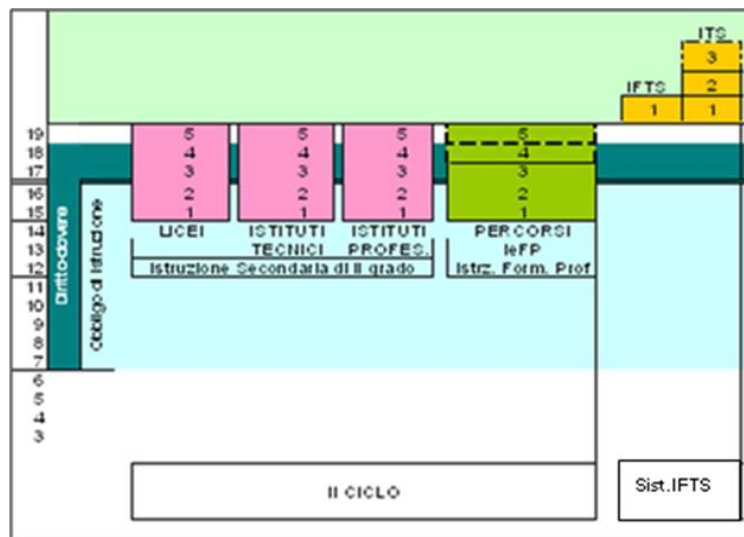 ITS
3
IFTS
2
1
1
19
5
5
5
5
18
4
4
4
4
17
3
3
3
3
16
2
2
2
2
15
1
1
1
1
14
LICEI
ISTITUTI
ISTITUTI
PERCORSI
13
TECNICI
PROFES.
IeFP
12
Istruzione Secondaria di II grado
Istrz. Form. Prof
11
10
9
8
7
Diritto-dovere
Obbligo di Istruzione
6
5
4
3
II CICLO
Sist.IFTS